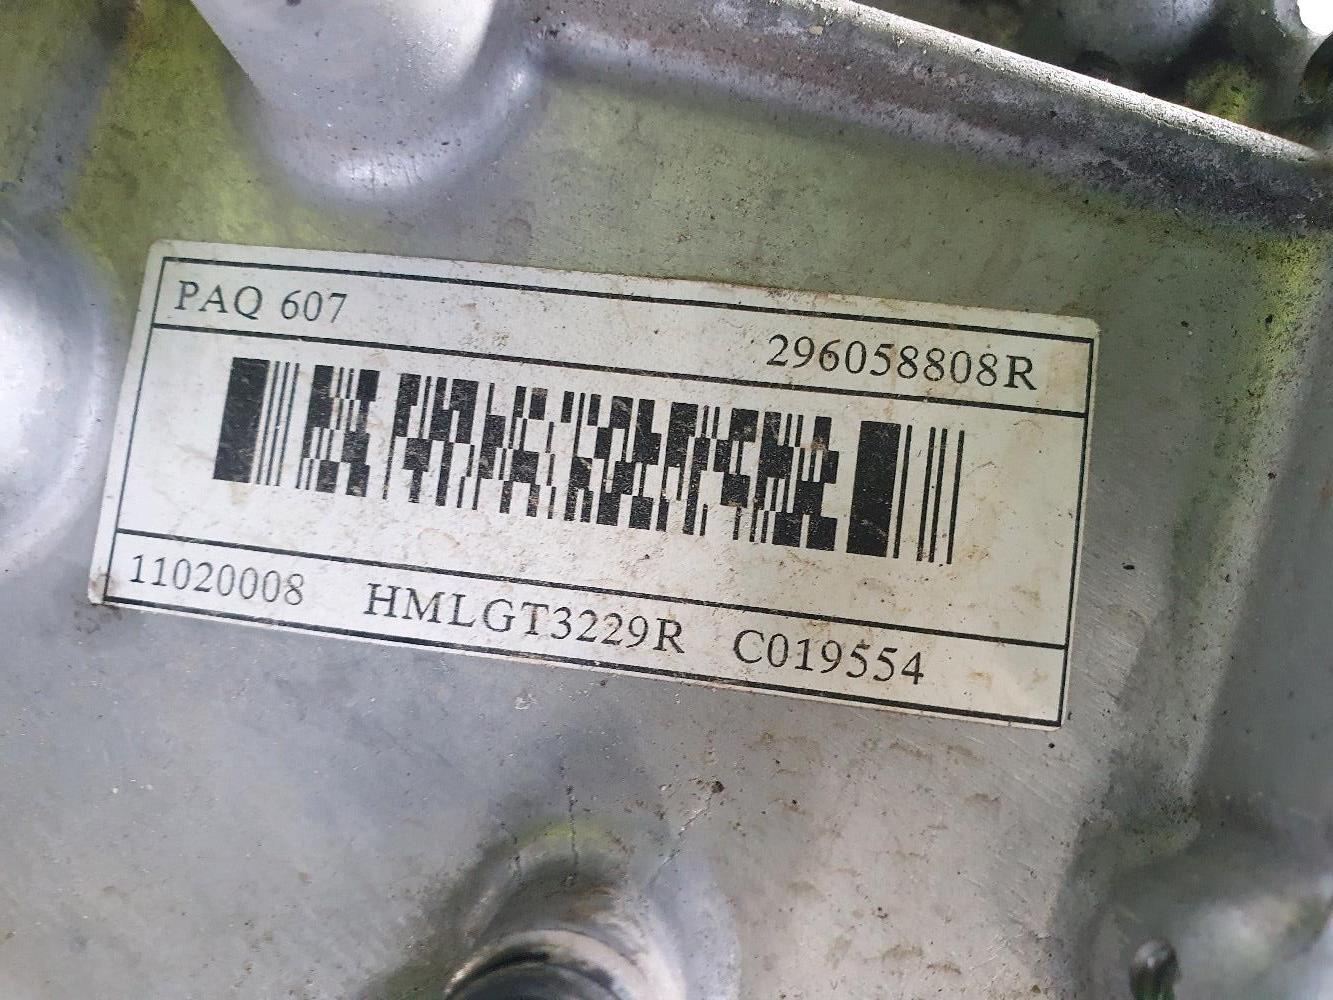 PAQ 607
296058808R
11020008 HMLGT3229R C019554